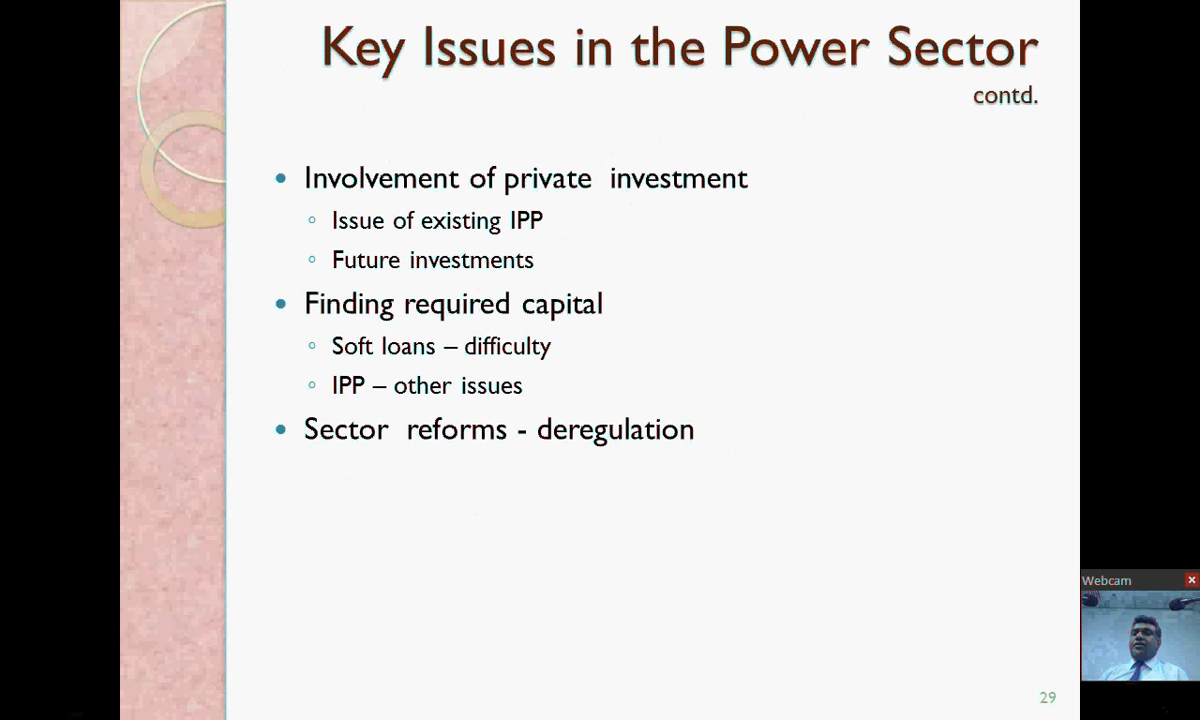 Key Issues in the Power Sector
contd.
• Involvement of private investment
◦ Issue of existing IPP
◦ Future investments
• Finding required capital
◦ Soft loans – difficulty
◦ IPP – other issues
• Sector reforms - deregulation
Webcam
29